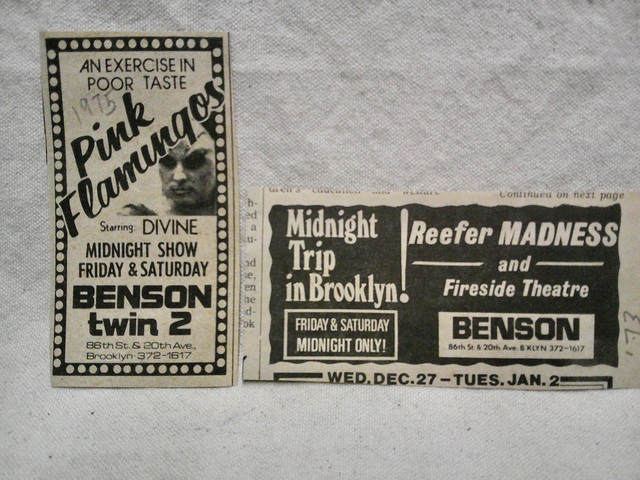 AN EXERCISE IN
POOR TASTE
1975
Pink
Flamingos
Starring: DIVINE
MIDNIGHT SHOW
FRIDAY & SATURDAY
BENSON
twin 2
86th St. & 20th Ave.,
Brooklyn · 372-1617
Continued on next page
Midnight
Trip
in Brooklyn!
FRIDAY & SATURDAY
MIDNIGHT ONLY!
Reefer MADNESS
and
Fireside Theatre
BENSON
86th St. & 20th Ave. B'KLYN 372-1617
'73
WED. DEC. 27 – TUES. JAN. 2